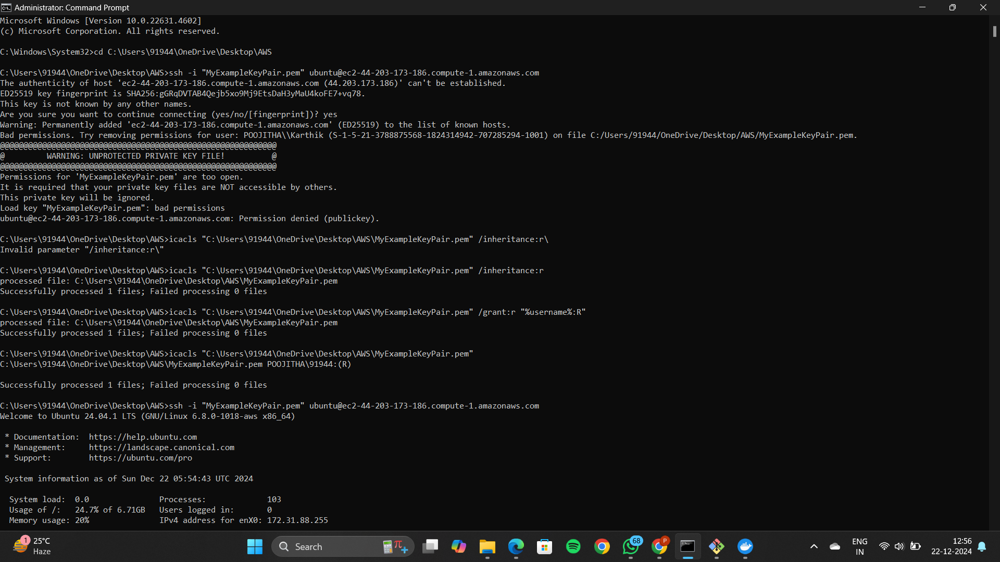 Administrator: Command Prompt
Microsoft Windows [Version 10.0.22631.4602]
(c) Microsoft Corporation. All rights reserved.
C:\Windows\System32>cd C:\Users\91944\OneDrive\Desktop\AWS
C:\Users\91944\OneDrive\Desktop\AWS>ssh -i "MyExampleKeyPair.pem" ubuntu@ec2-44-203-173-186.compute-1.amazonaws.com
The authenticity of host 'ec2-44-203-173-186.compute-1.amazonaws.com (44.203.173.186)' can't be established.
ED25519 key fingerprint is SHA256:gGRqDVTAB4Qejb5xo9Mj9EtsDaH3yMaU4koFE7+vq78.
This key is not known by any other names.
Are you sure you want to continue connecting (yes/no/[fingerprint])? yes
Warning: Permanently added 'ec2-44-203-173-186.compute-1.amazonaws.com' (ED25519) to the list of known hosts.
Bad permissions. Try removing permissions for user: POOJITHA\\Karthik (S-1-5-21-3788875568-1824314942-707285294-1001) on file C:/Users/91944/OneDrive/Desktop/AWS/MyExampleKeyPair.pem.
@@@@@@@@@@@@@@@@@@@@@@@@@@@@@@@@@@@@@@@@@@@@@@@@@@@@@@@@@@@
@         WARNING: UNPROTECTED PRIVATE KEY FILE!          @
@@@@@@@@@@@@@@@@@@@@@@@@@@@@@@@@@@@@@@@@@@@@@@@@@@@@@@@@@@@
Permissions for 'MyExampleKeyPair.pem' are too open.
It is required that your private key files are NOT accessible by others.
This private key will be ignored.
Load key "MyExampleKeyPair.pem": bad permissions
ubuntu@ec2-44-203-173-186.compute-1.amazonaws.com: Permission denied (publickey).
C:\Users\91944\OneDrive\Desktop\AWS>icacls "C:\Users\91944\OneDrive\Desktop\AWS\MyExampleKeyPair.pem" /inheritance:r\
Invalid parameter "/inheritance:r\"
C:\Users\91944\OneDrive\Desktop\AWS>icacls "C:\Users\91944\OneDrive\Desktop\AWS\MyExampleKeyPair.pem" /inheritance:r
processed file: C:\Users\91944\OneDrive\Desktop\AWS\MyExampleKeyPair.pem
Successfully processed 1 files; Failed processing 0 files
C:\Users\91944\OneDrive\Desktop\AWS>icacls "C:\Users\91944\OneDrive\Desktop\AWS\MyExampleKeyPair.pem" /grant:r "%username%:R"
processed file: C:\Users\91944\OneDrive\Desktop\AWS\MyExampleKeyPair.pem
Successfully processed 1 files; Failed processing 0 files
C:\Users\91944\OneDrive\Desktop\AWS>icacls "C:\Users\91944\OneDrive\Desktop\AWS\MyExampleKeyPair.pem"
C:\Users\91944\OneDrive\Desktop\AWS\MyExampleKeyPair.pem POOJITHA\91944:(R)
Successfully processed 1 files; Failed processing 0 files
C:\Users\91944\OneDrive\Desktop\AWS>ssh -i "MyExampleKeyPair.pem" ubuntu@ec2-44-203-173-186.compute-1.amazonaws.com
Welcome to Ubuntu 24.04.1 LTS (GNU/Linux 6.8.0-1018-aws x86_64)
* Documentation:  https://help.ubuntu.com
* Management:     https://landscape.canonical.com
* Support:        https://ubuntu.com/pro
System information as of Sun Dec 22 05:54:43 UTC 2024
System load:  0.0               Processes:             103
Usage of /:   24.7% of 6.71GB   Users logged in:       0
Memory usage: 20%               IPv4 address for enX0: 172.31.88.255
1
25°C
Haze
Search
68
P
ENG
IN
12:56
22-12-2024